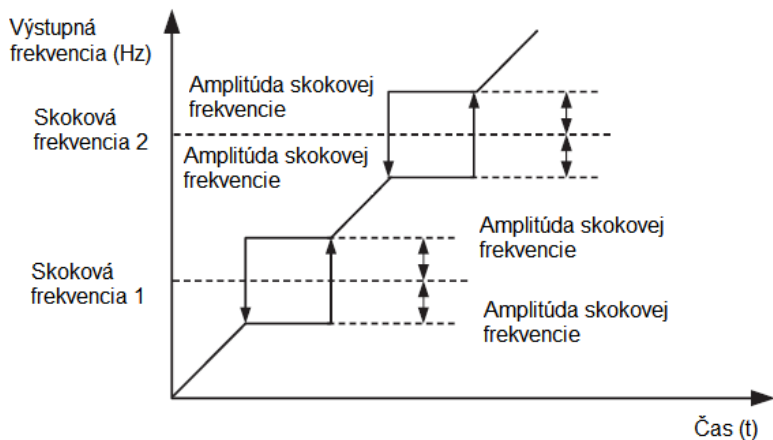 Výstupná
frekvencia (Hz)
Amplitúda skokovej
frekvencie
Skoková
frekvencia 2
Amplitúda skokovej
frekvencie
Amplitúda skokovej
frekvencie
Skoková
frekvencia 1
Amplitúda skokovej
frekvencie
Čas (t)